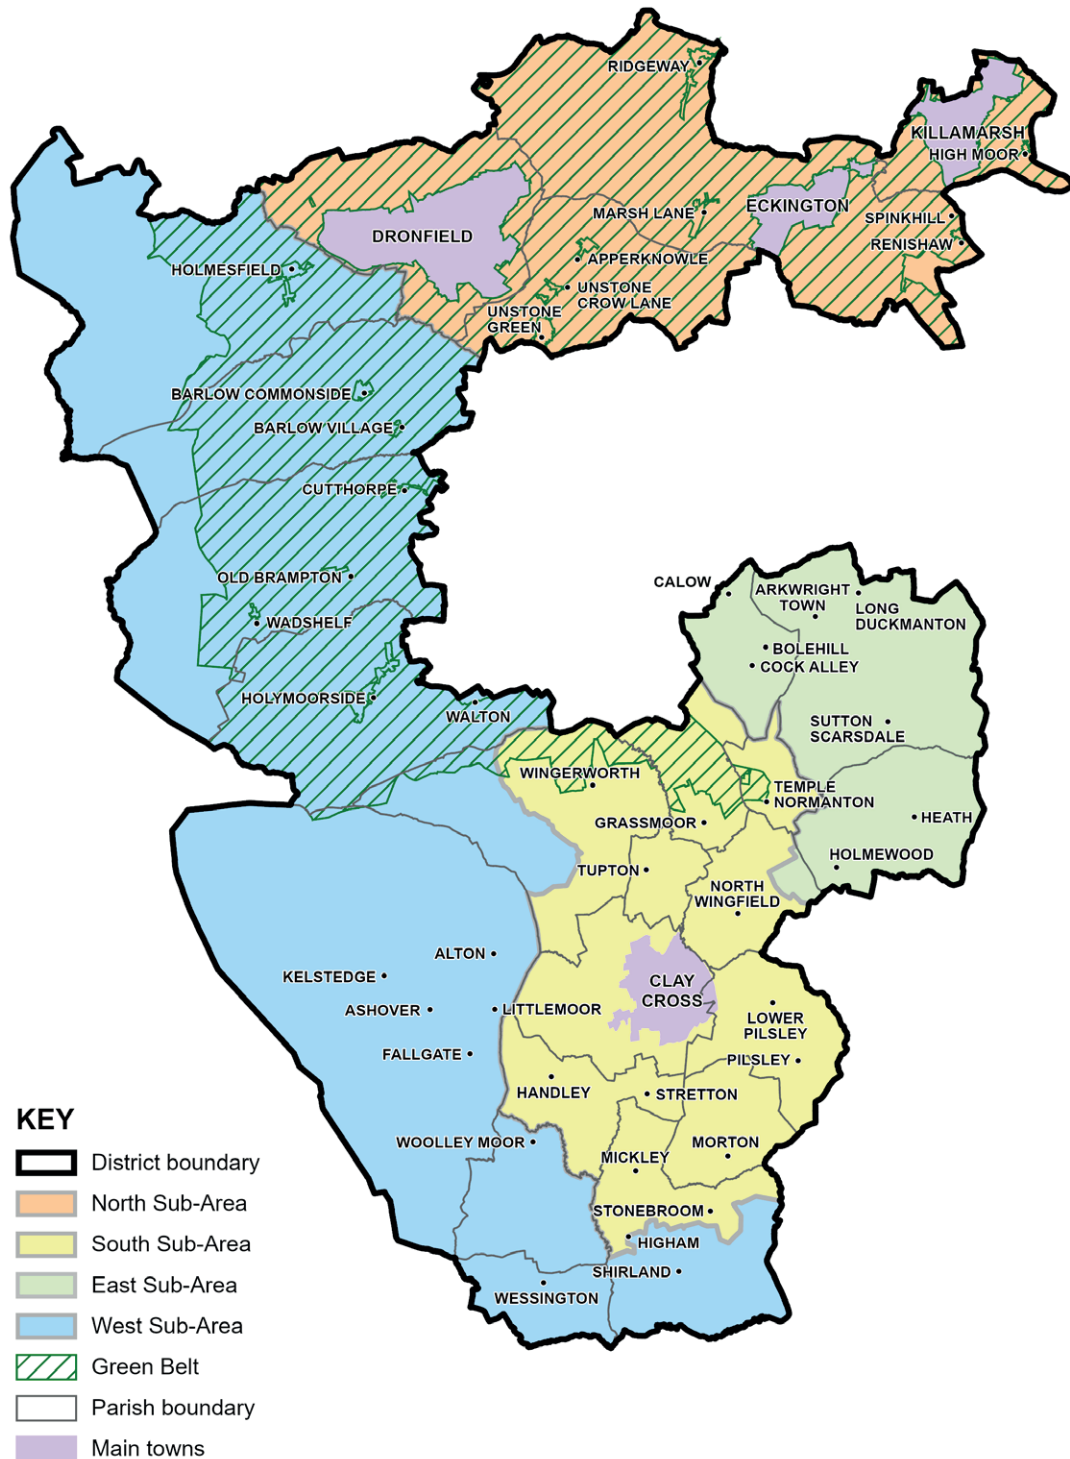 RIDGEWAY
KILLAMARSH
HIGH MOOR
ECKINGTON
MARSH LANE
SPINKHILL
DRONFIELD
RENISHAW
APPERKNOWLE
HOLMESFIELD
UNSTONE
CROW LANE
UNSTONE
GREEN
BARLOW COMMONSIDE
BARLOW VILLAGE
CUTTHORPE
OLD BRAMPTON
WADSHELF
CALOW
ARKWRIGHT
TOWN
LONG
DUCKMANTON
BOLEHILL
COCK ALLEY
HOLYMOORSIDE
WALTON
SUTTON
SCARSDALE
WINGERWORTH
TEMPLE
NORMANTON
GRASSMOOR
HEATH
HOLMEWOOD
TUPTON
NORTH
WINGFIELD
ALTON
KELSTEDGE
CLAY
CROSS
ASHOVER
LITTLEMOOR
LOWER
PILSLEY
FALLGATE
PILSLEY
HANDLEY
STRETTON
WOOLLEY MOOR
MORTON
MICKLEY
STONEBROOM
HIGHAM
SHIRLAND
WESSINGTON
KEY
District boundary
North Sub-Area
South Sub-Area
East Sub-Area
West Sub-Area
Green Belt
Parish boundary
Main towns